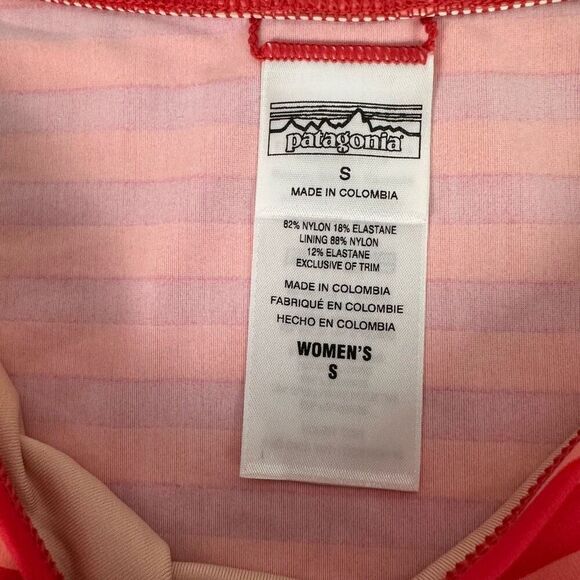 patagonia
S
MADE IN COLOMBIA
82% NYLON 18% ELASTANE
LINING 88% NYLON
12% ELASTANE
EXCLUSIVE OF TRIM
MADE IN COLOMBIA
FABRIQUÉ EN COLOMBIE
HECHO EN COLOMBIA
WOMEN'S
S